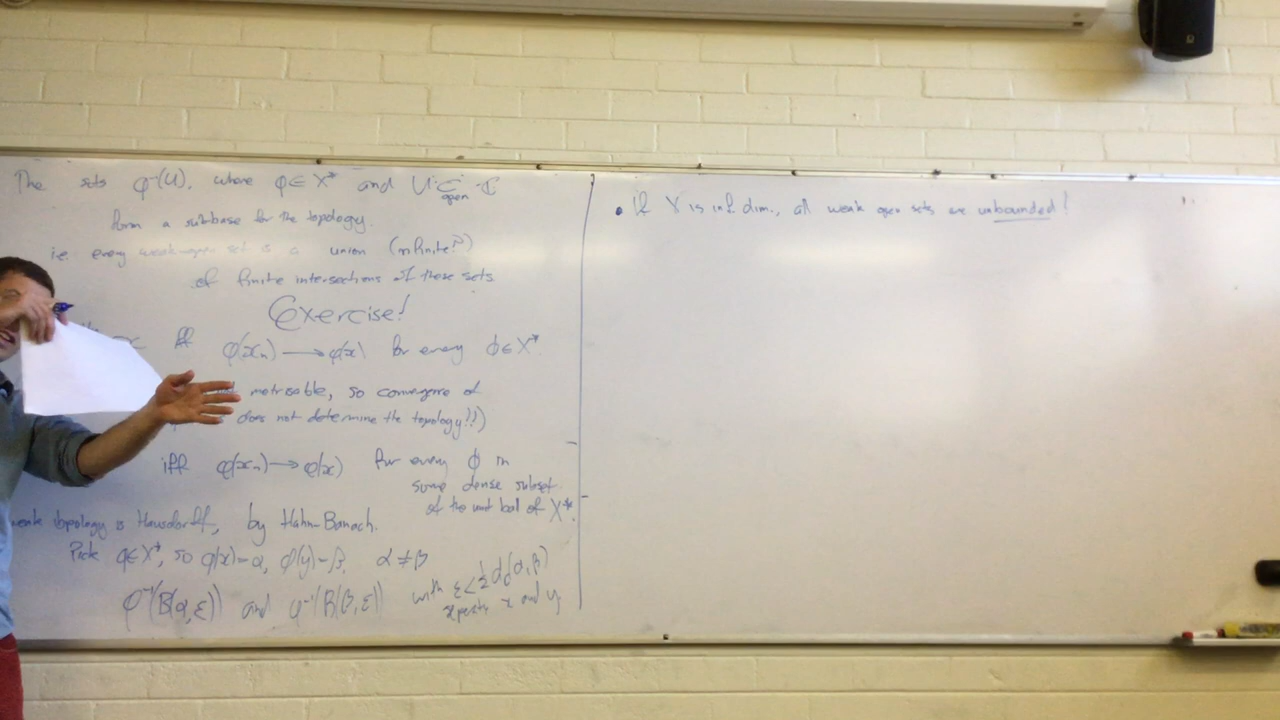 The sets φ⁻¹(U), where φ ∈ X* and U ⊂ ℂ
open
form a subbase for the topology.
i.e. every weak open set is a union (infinite?)
of finite intersections of these sets
Exercise!
iff φ(xₙ) → φ(x) for every φ ∈ X*
metrisable, so convergence of
does not determine the topology!!)
iff φ(xₙ) → φ(x) for every φ in
some dense subset
of the unit ball of X*.
weak topology is Hausdorff, by Hahn-Banach.
Pick φ ∈ X*, so φ(x)=α, φ(y)=β, α ≠ β
φ⁻¹(B(α,ε)) and φ⁻¹(B(β,ε)) with ε < ½ d(α,β)
x and y
• If X is inf. dim., all weak open sets are unbounded!